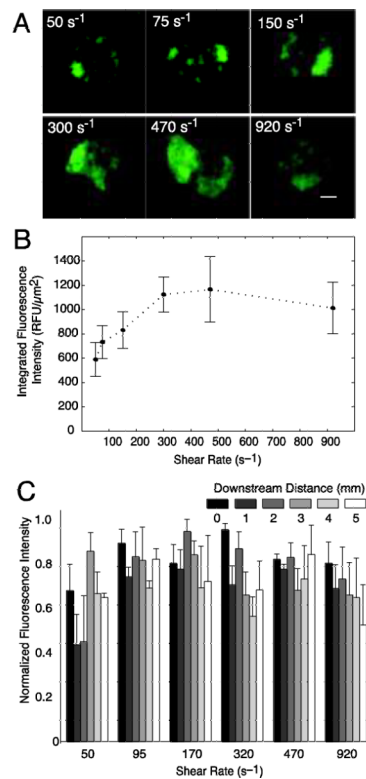 A
50 s⁻¹ 75 s⁻¹ 150 s⁻¹
300 s⁻¹ 470 s⁻¹ 920 s⁻¹
B
Integrated Fluorescence
Intensity (RFU/µm²)
1400
1200
1000
800
600
400
200
0
100 200 300 400 500 600 700 800 900
Shear Rate (s⁻¹)
C
Downstream Distance (mm)
0 1 2 3 4 5
Normalized Fluorescence Intensity
1.0
0.8
0.6
0.4
0.2
0
50 95 170 320 470 920
Shear Rate (s⁻¹)